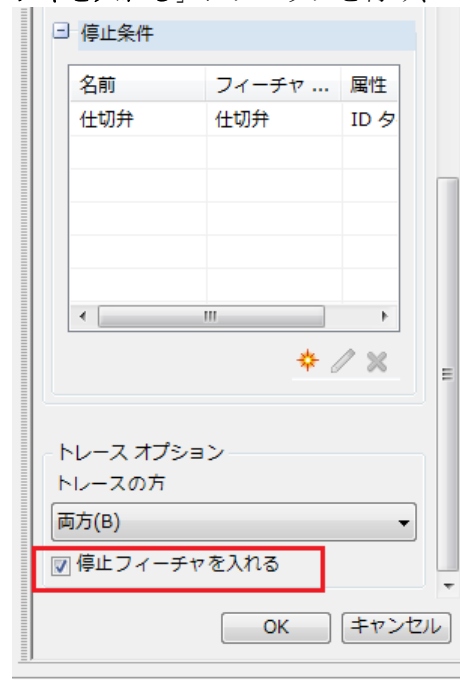 停止条件
名前 フィーチャ ... 属性
仕切弁 仕切弁 ID タ
トレース オプション
トレースの方
両方(B)
停止フィーチャを入れる
OK キャンセル